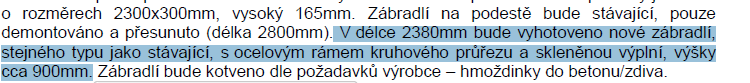 o rozměrech 2300x300mm, vysoký 165mm. Zábradlí na podestě bude stávající, pouze
demontováno a přesunuto (délka 2800mm). V délce 2380mm bude vyhotoveno nové zábradlí,
stejného typu jako stávající, s ocelovým rámem kruhového průřezu a skleněnou výplní, výšky
cca 900mm. Zábradlí bude kotveno dle požadavků výrobce – hmoždinky do betonu/zdiva.